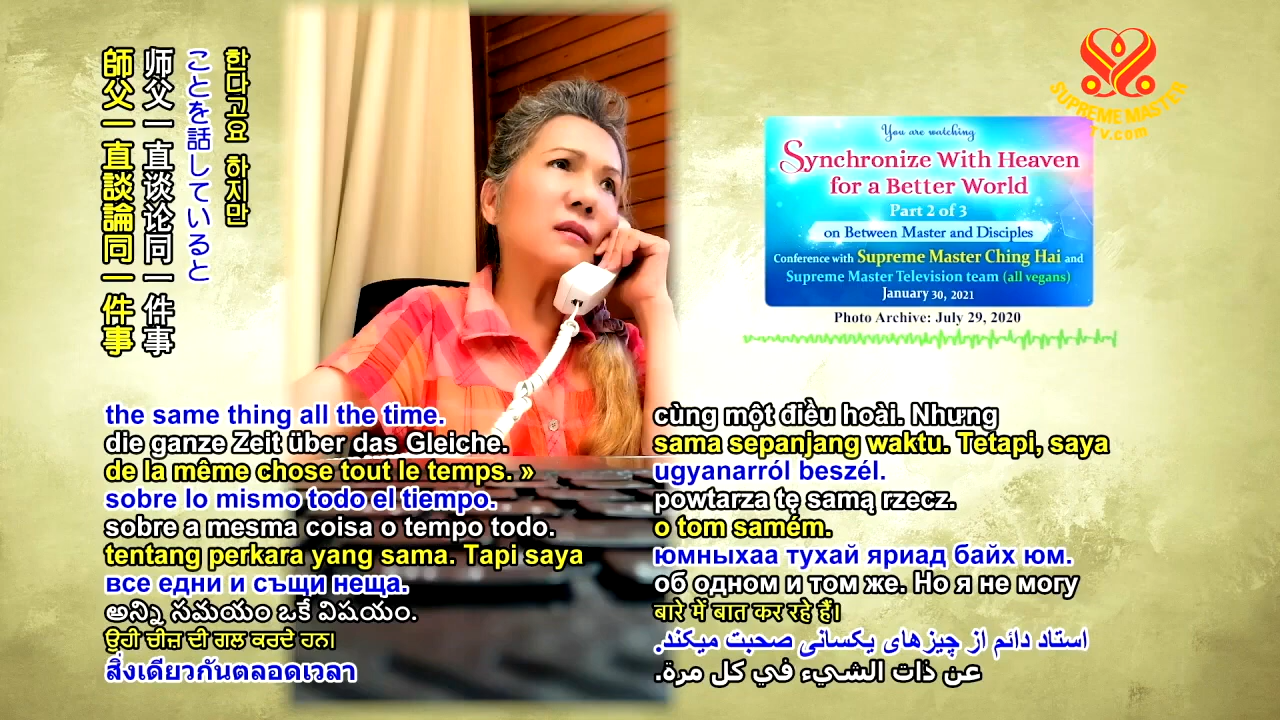 한다고요 하지만
ことを話していると
师父一直谈论同一件事
師父一直談論同一件事
SUPREME MASTER
TV.com
You are watching
Synchronize With Heaven
for a Better World
Part 2 of 3
on Between Master and Disciples
Conference with Supreme Master Ching Hai and
Supreme Master Television team (all vegans)
January 30, 2021
Photo Archive: July 29, 2020
the same thing all the time.
die ganze Zeit über das Gleiche.
de la même chose tout le temps. »
sobre lo mismo todo el tiempo.
sobre a mesma coisa o tempo todo.
tentang perkara yang sama. Tapi saya
все едни и същи неща.
అన్ని సమయం ఒకే విషయం.
ਉਹੀ ਚੀਜ਼ ਦੀ ਗਲ ਕਰਦੇ ਹਨ।
สิ่งเดียวกันตลอดเวลา
cùng một điều hoài. Nhưng
sama sepanjang waktu. Tetapi, saya
ugyanarról beszél.
powtarza tę samą rzecz.
o tom samém.
юмныхаа тухай яриад байх юм.
об одном и том же. Но я не могу
बारे में बात कर रहे हैं।
استاد دائم از چیزهای یکسانی صحبت میکند.
عن ذات الشيء في كل مرة.